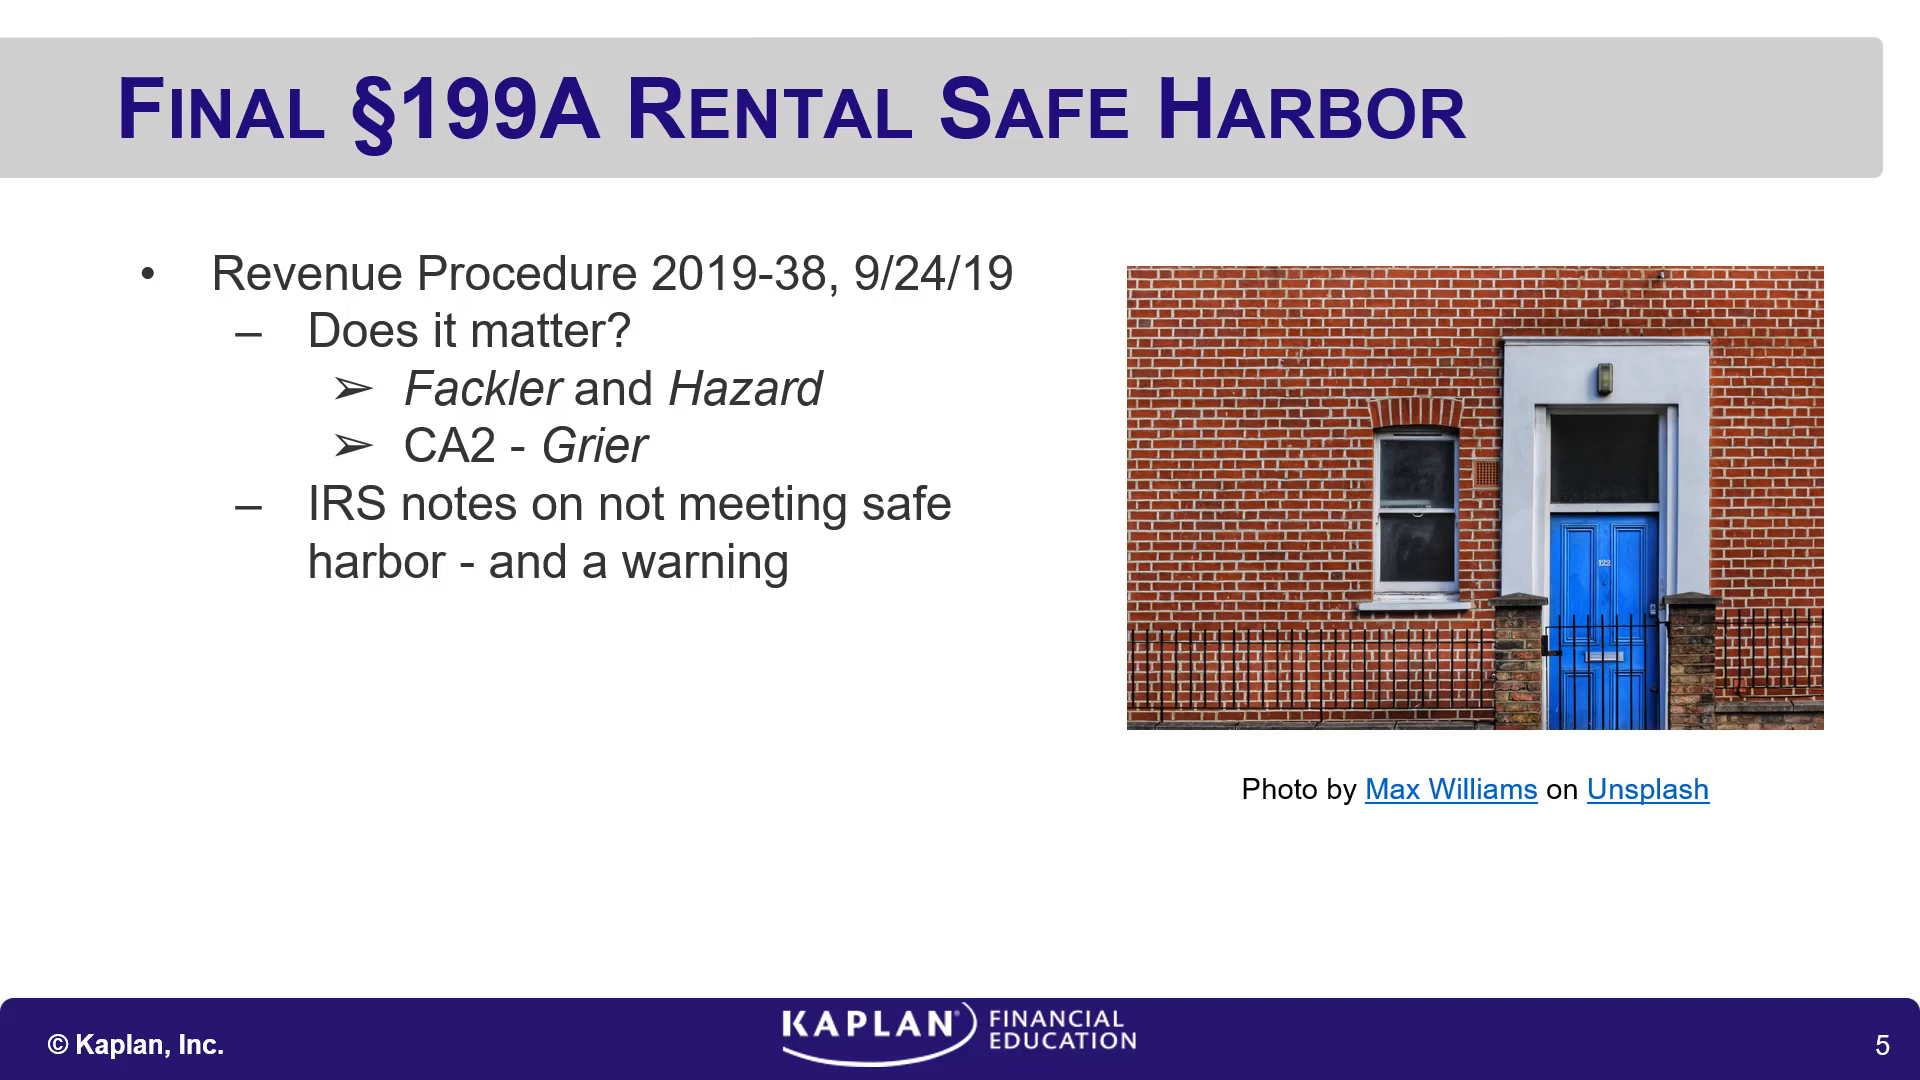 FINAL §199A RENTAL SAFE HARBOR
• Revenue Procedure 2019-38, 9/24/19
– Does it matter?
➢ Fackler and Hazard
➢ CA2 - Grier
– IRS notes on not meeting safe
harbor - and a warning
122
Photo by Max Williams on Unsplash
© Kaplan, Inc.
KAPLAN® FINANCIAL
EDUCATION
5